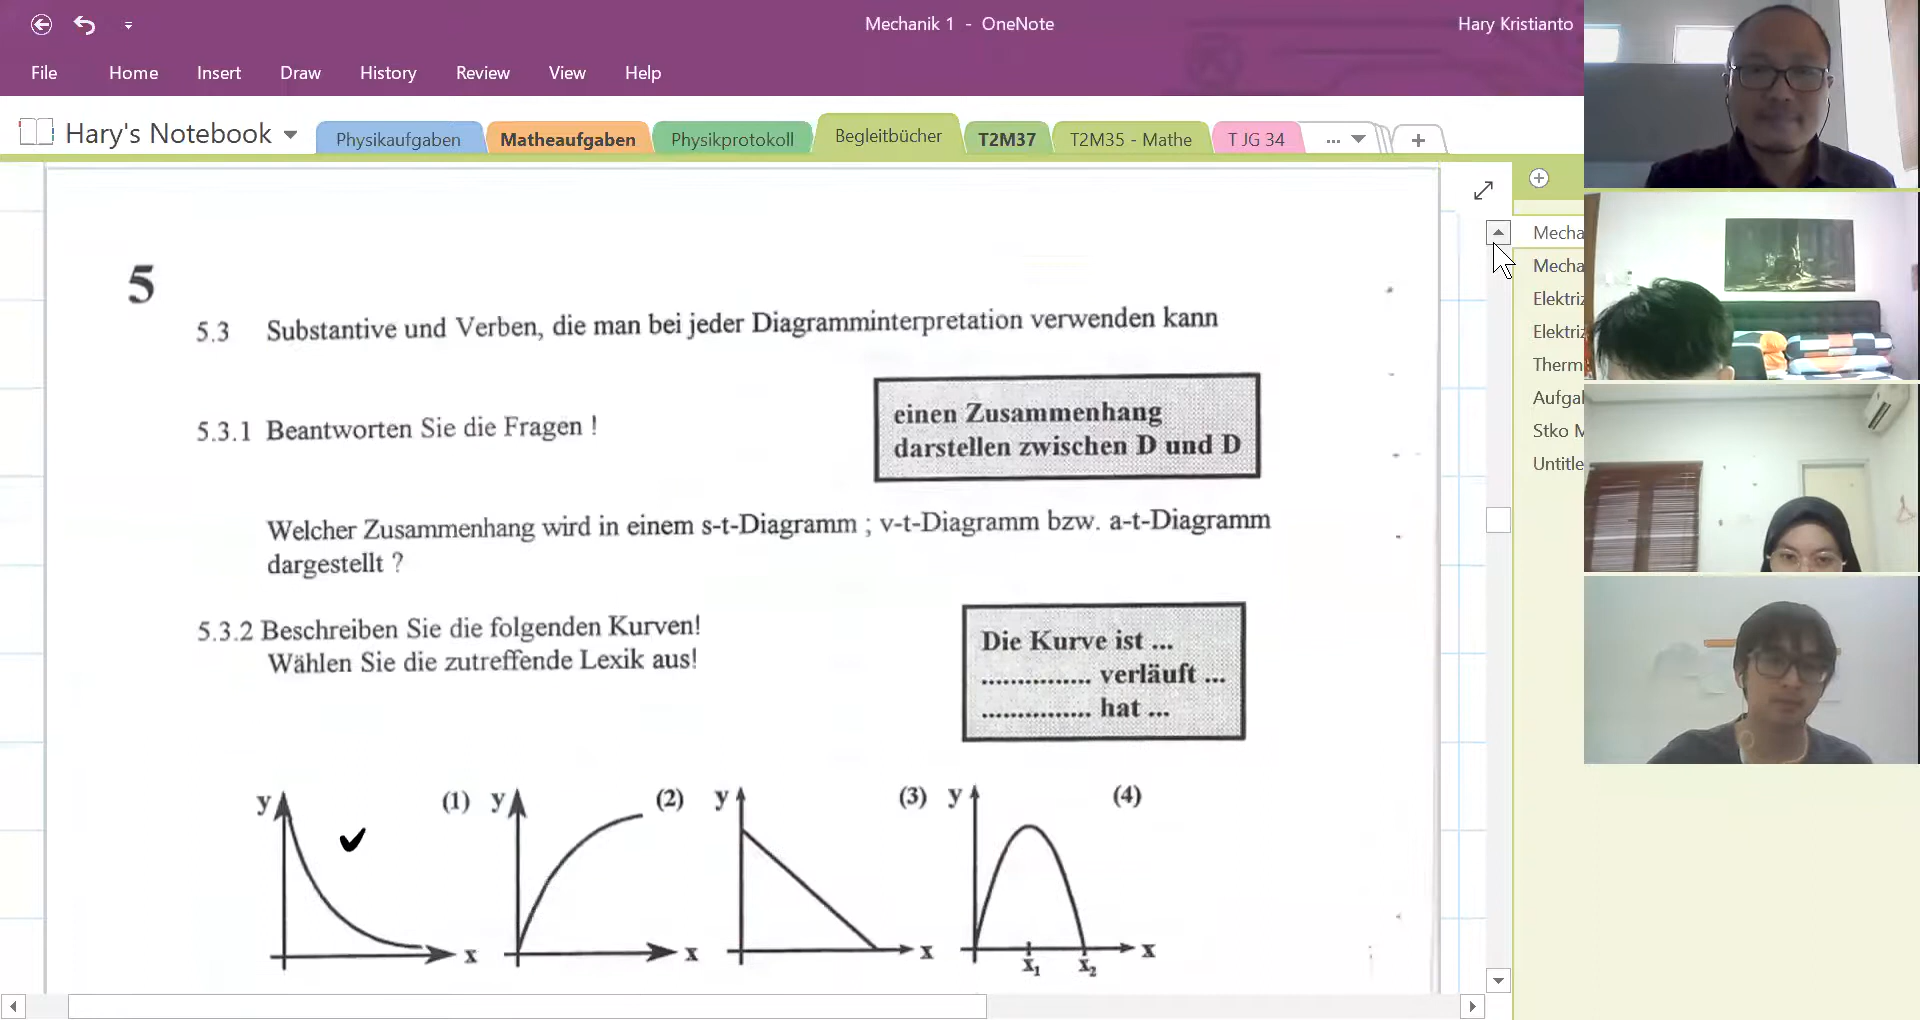 Mechanik 1 - OneNote
Hary Kristianto
File Home Insert Draw History Review View Help
Hary's Notebook
Physikaufgaben Matheaufgaben Physikprotokoll Begleitbücher T2M37 T2M35 - Mathe T JG 34 ... +
Mecha
Mecha
Elektriz
Elektriz
Therm
Aufgal
Stko M
Untitle
5
5.3 Substantive und Verben, die man bei jeder Diagramminterpretation verwenden kann
einen Zusammenhang
darstellen zwischen D und D
5.3.1 Beantworten Sie die Fragen !
Welcher Zusammenhang wird in einem s-t-Diagramm ; v-t-Diagramm bzw. a-t-Diagramm
dargestellt ?
5.3.2 Beschreiben Sie die folgenden Kurven!
Wählen Sie die zutreffende Lexik aus!
Die Kurve ist ...
............... verläuft ...
............... hat ...
y (1) y (2) y (3) y (4)
x x x x
x₁ x₂